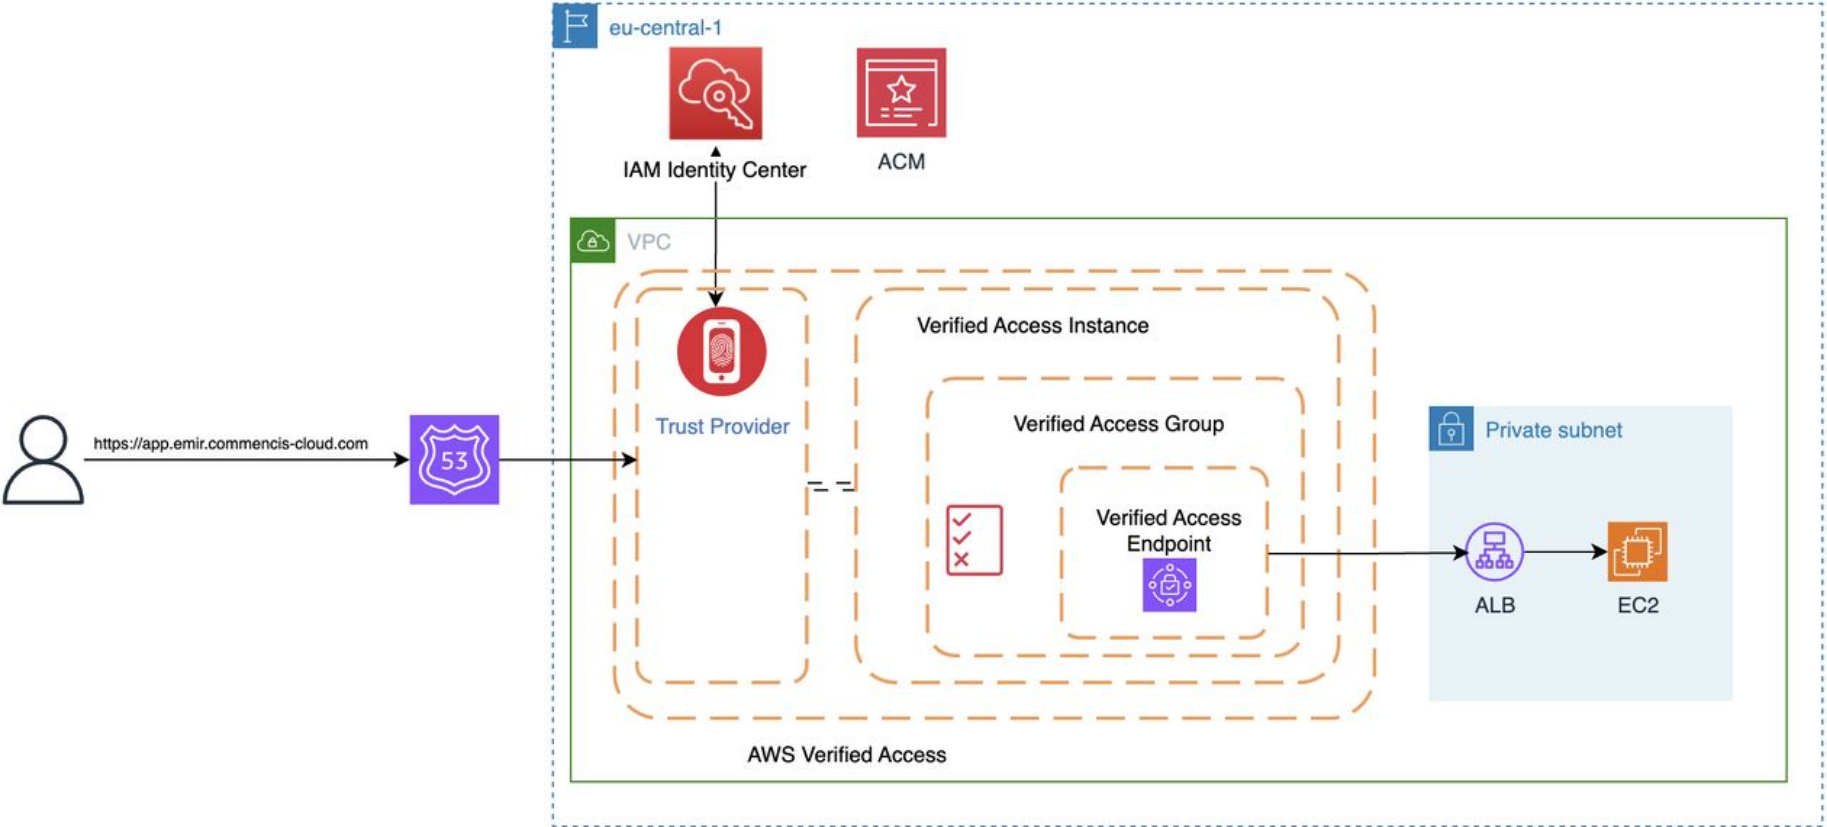 eu-central-1
IAM Identity Center
ACM
VPC
Verified Access Instance
Trust Provider
Verified Access Group
https://app.emir.commencis-cloud.com
53
Private subnet
Verified Access
Endpoint
ALB
EC2
AWS Verified Access